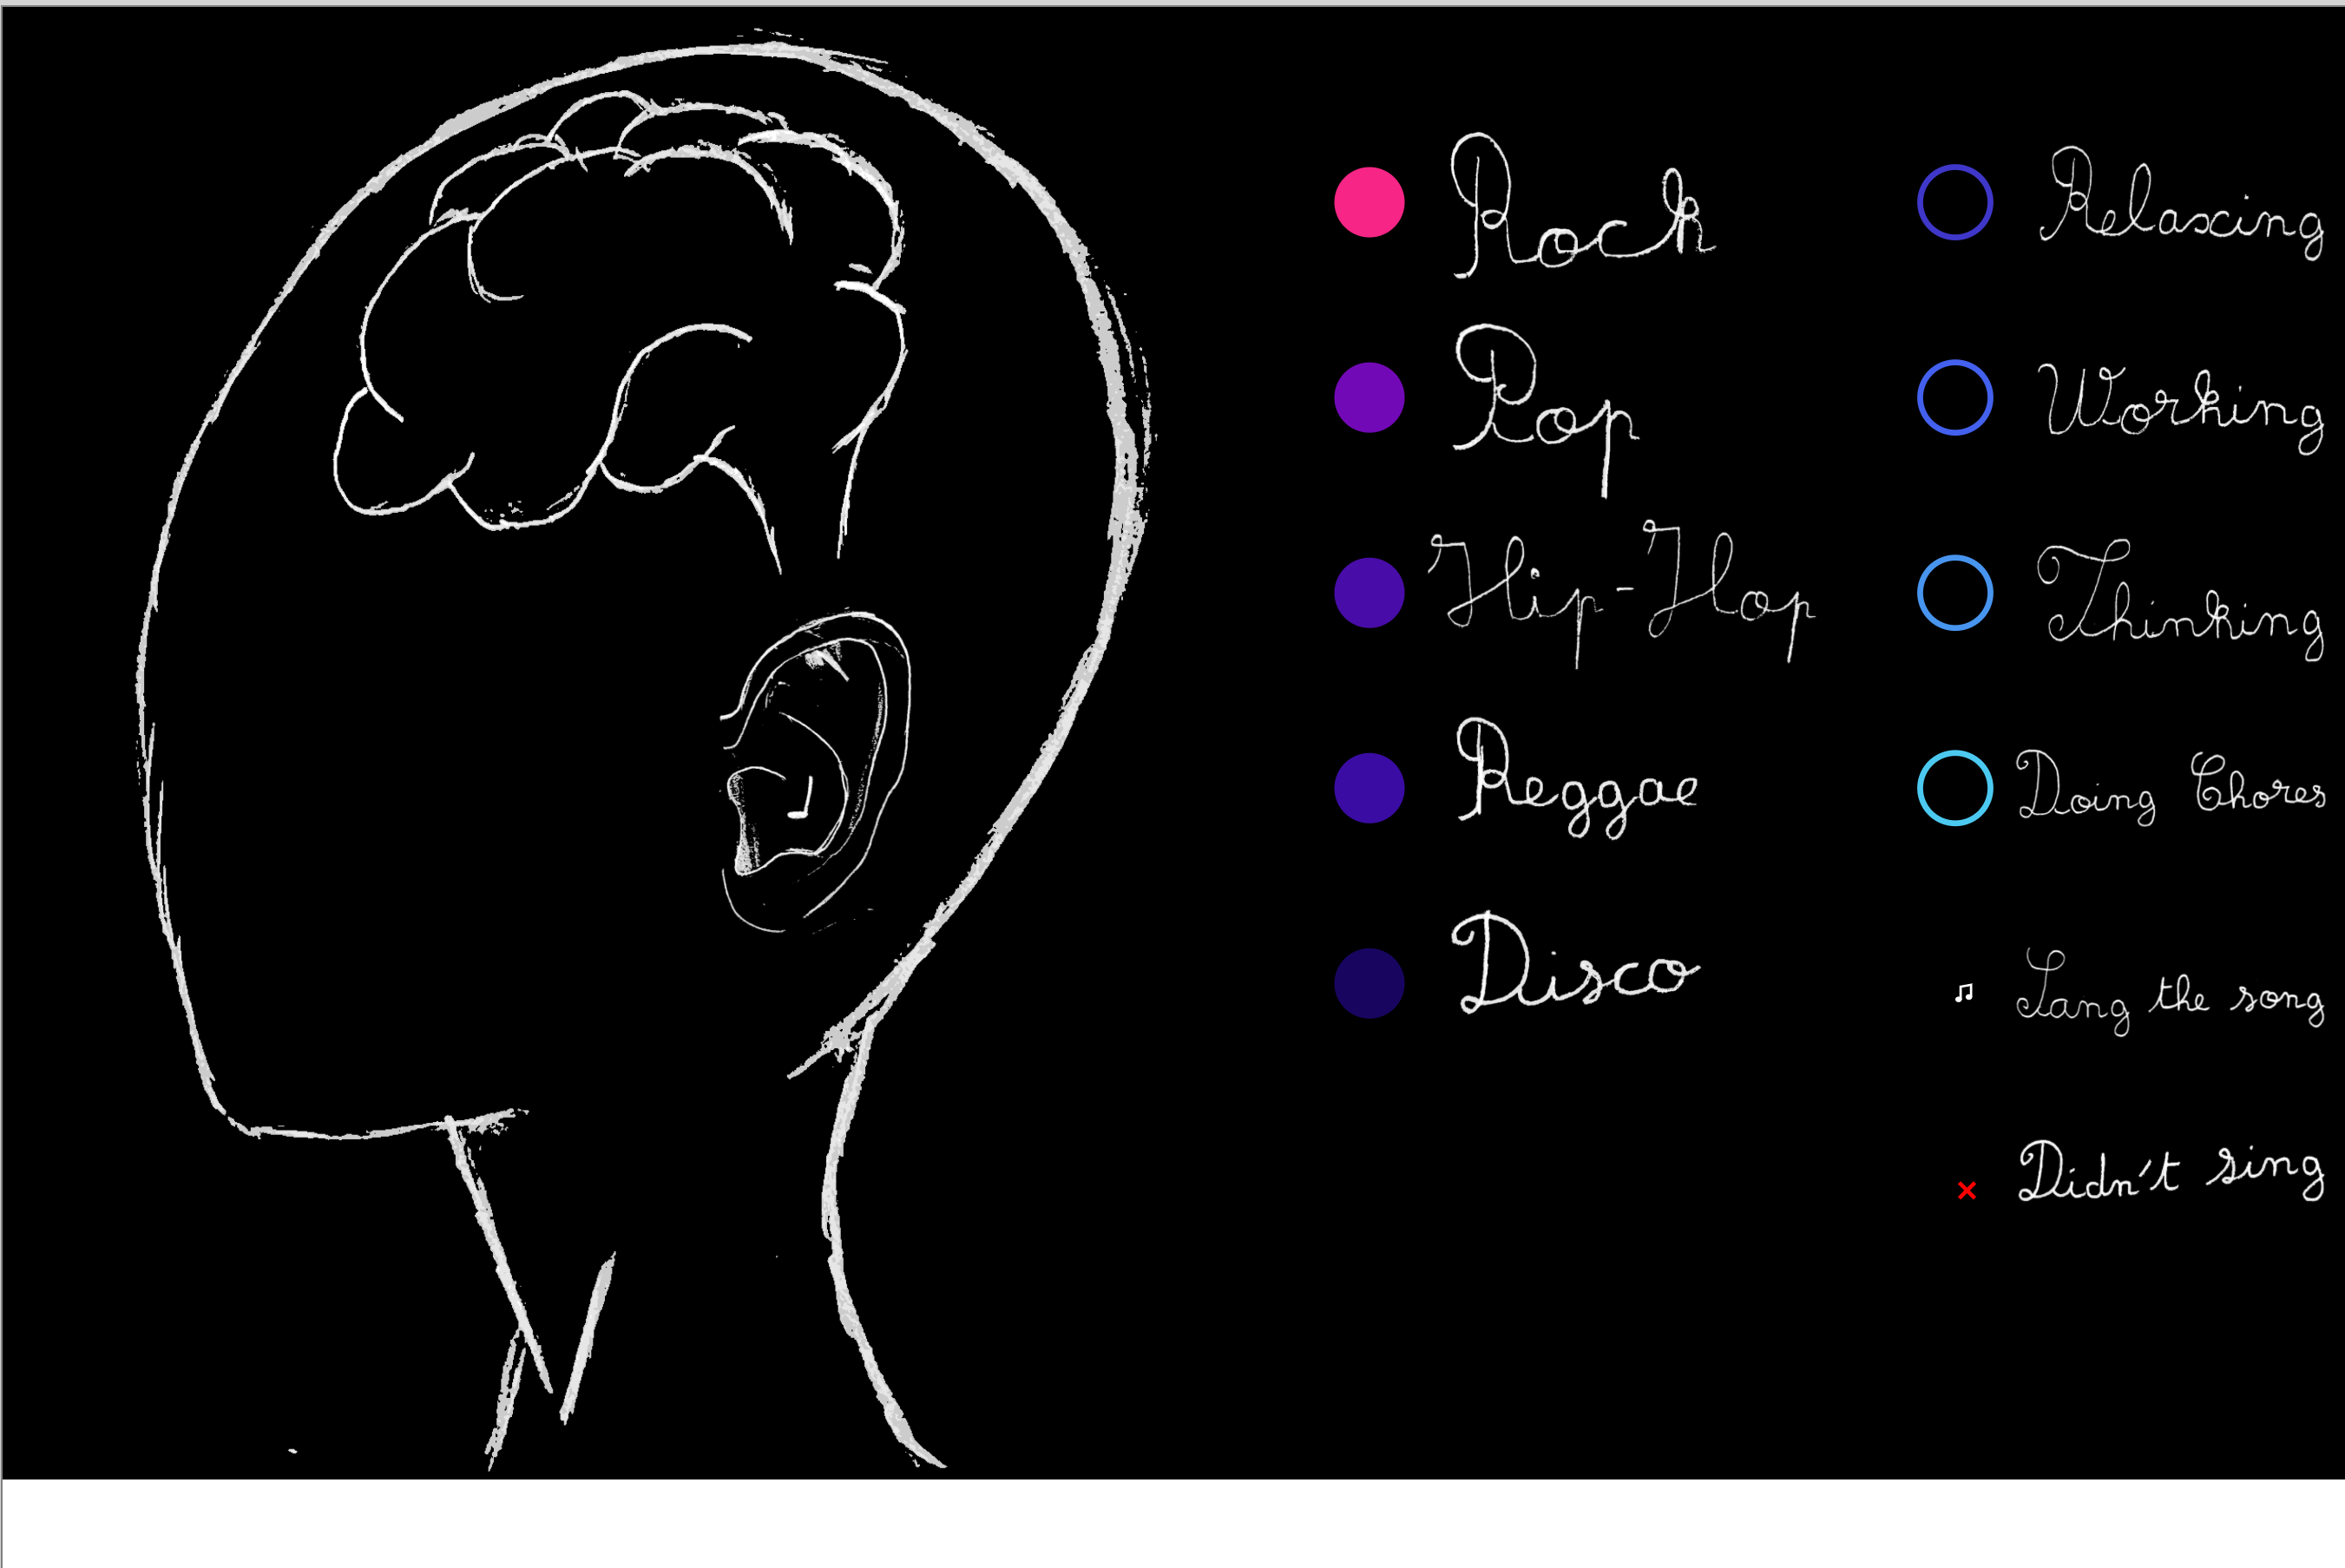 Rock
Pop
Hip-Hop
Reggae
Disco
Relaxing
Working
Thinking
Doing Chores
Sang the song
Didn't sing